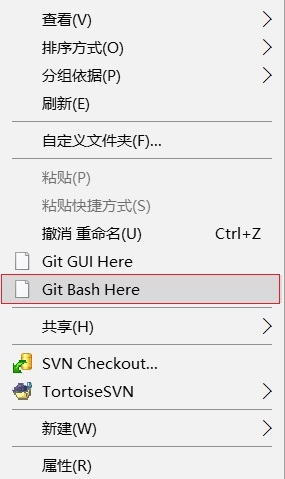 查看(V)
排序方式(O)
分组依据(P)
刷新(E)
自定义文件夹(F)...
粘贴(P)
粘贴快捷方式(S)
撤消 重命名(U) Ctrl+Z
Git GUI Here
Git Bash Here
共享(H)
SVN Checkout...
TortoiseSVN
新建(W)
属性(R)